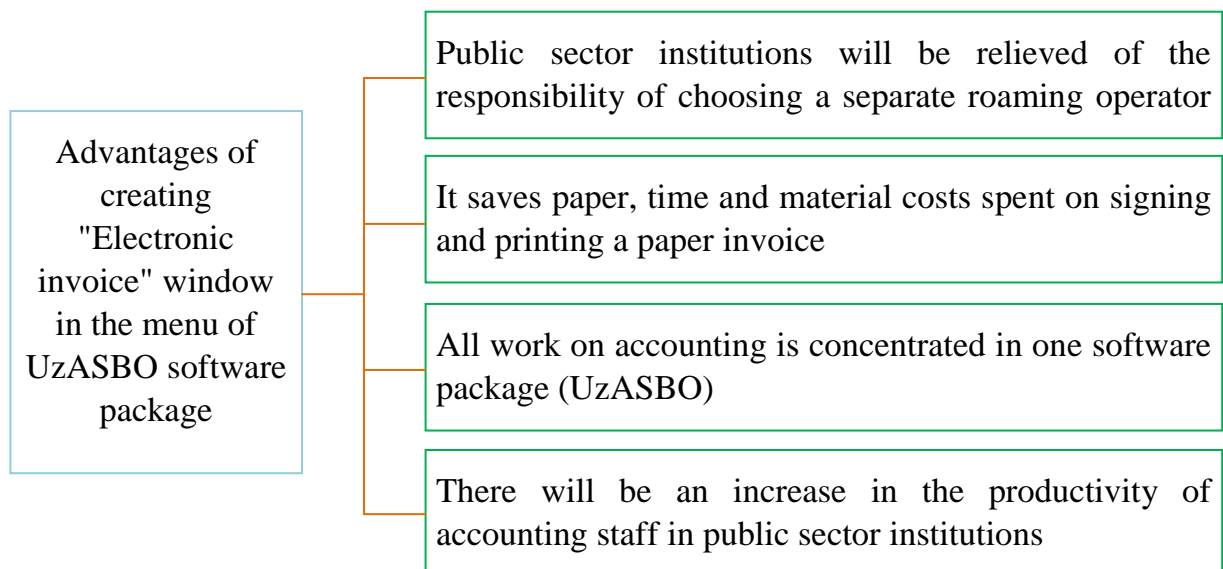 Advantages of
creating
"Electronic
invoice" window
in the menu of
UzASBO software
package
Public sector institutions will be relieved of the
responsibility of choosing a separate roaming operator
It saves paper, time and material costs spent on signing
and printing a paper invoice
All work on accounting is concentrated in one software
package (UzASBO)
There will be an increase in the productivity of
accounting staff in public sector institutions